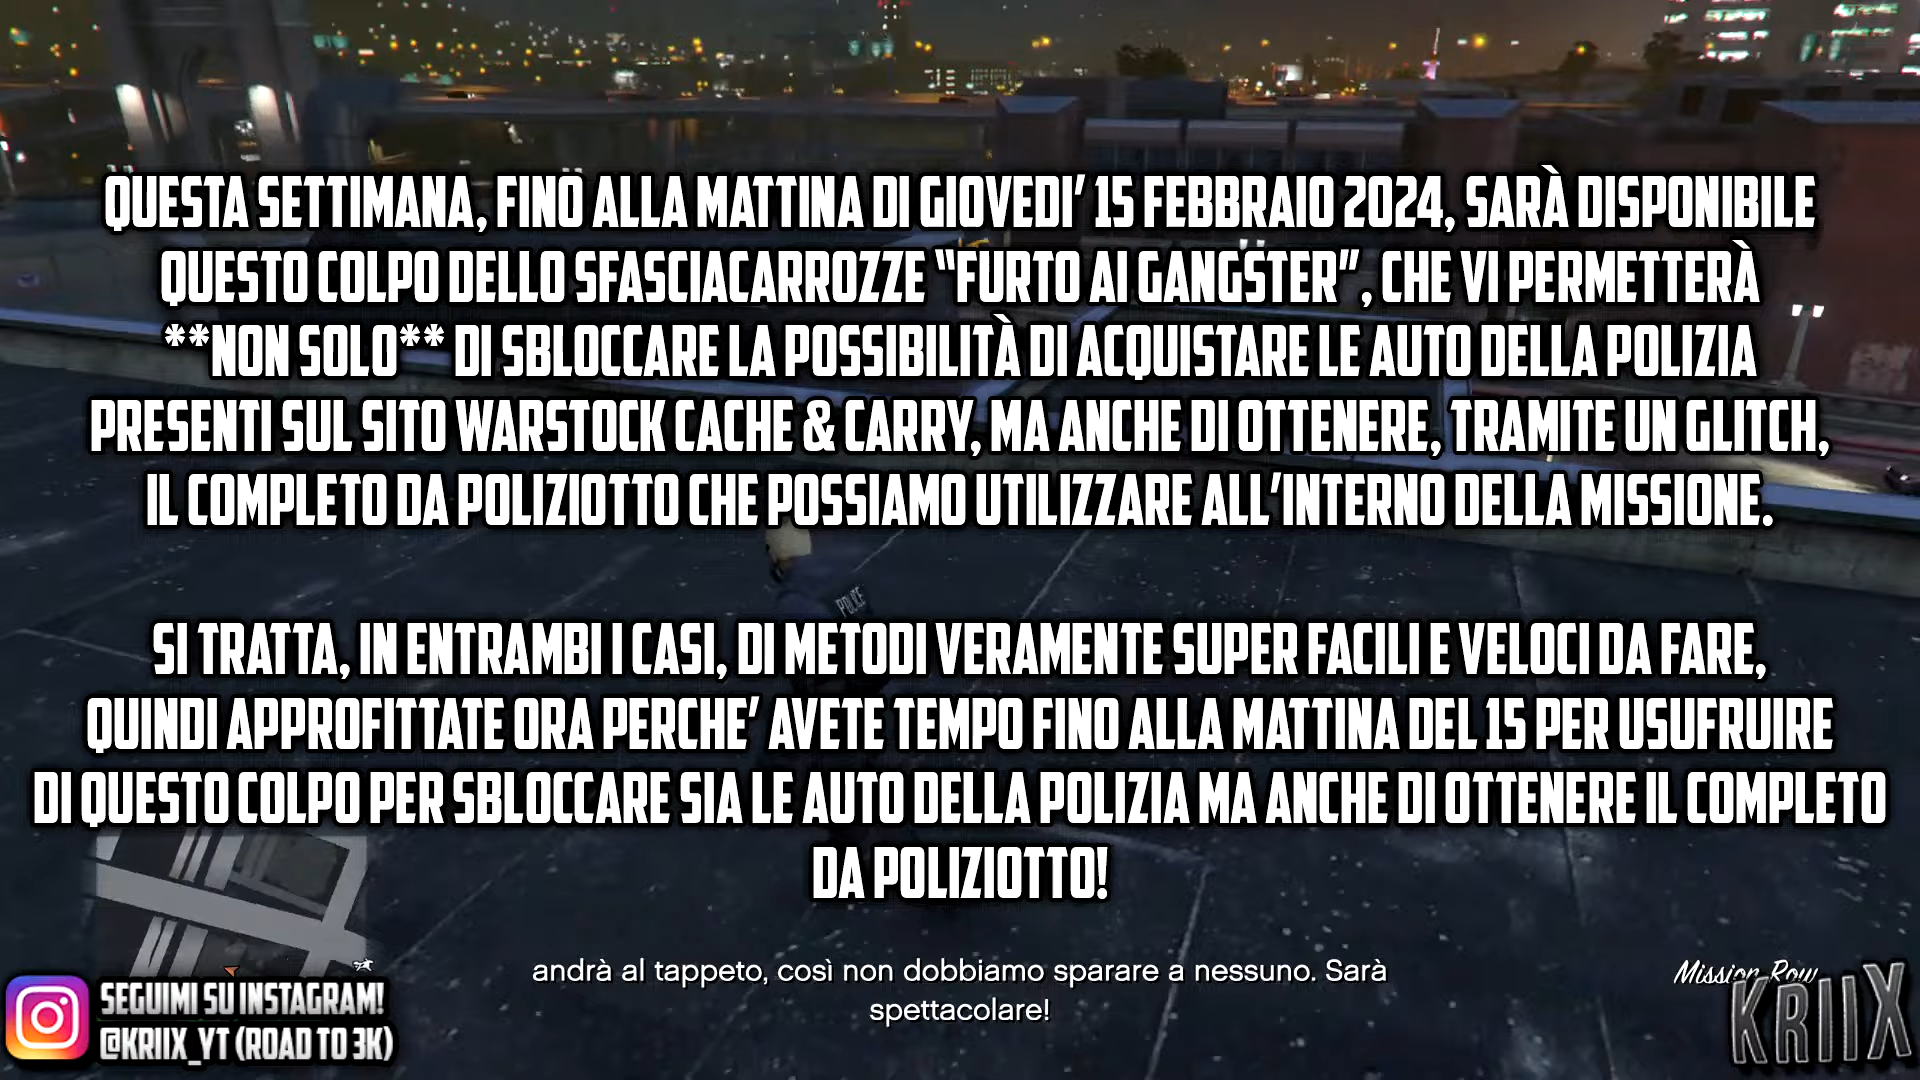 QUESTA SETTIMANA, FINO ALLA MATTINA DI GIOVEDI' 15 FEBBRAIO 2024, SARÀ DISPONIBILE
QUESTO COLPO DELLO SFASCIACARROZZE "FURTO AI GANGSTER", CHE VI PERMETTERÀ
**NON SOLO** DI SBLOCCARE LA POSSIBILITÀ DI ACQUISTARE LE AUTO DELLA POLIZIA
PRESENTI SUL SITO WARSTOCK CACHE & CARRY, MA ANCHE DI OTTENERE, TRAMITE UN GLITCH,
IL COMPLETO DA POLIZIOTTO CHE POSSIAMO UTILIZZARE ALL'INTERNO DELLA MISSIONE.
POLICE
SI TRATTA, IN ENTRAMBI I CASI, DI METODI VERAMENTE SUPER FACILI E VELOCI DA FARE,
QUINDI APPROFITTATE ORA PERCHE' AVETE TEMPO FINO ALLA MATTINA DEL 15 PER USUFRUIRE
DI QUESTO COLPO PER SBLOCCARE SIA LE AUTO DELLA POLIZIA MA ANCHE DI OTTENERE IL COMPLETO
DA POLIZIOTTO!
andrà al tappeto, così non dobbiamo sparare a nessuno. Sarà
spettacolare!
Mission Row
KRIIX
SEGUIMI SU INSTAGRAM!
@KRIIX_YT (ROAD TO 3K)